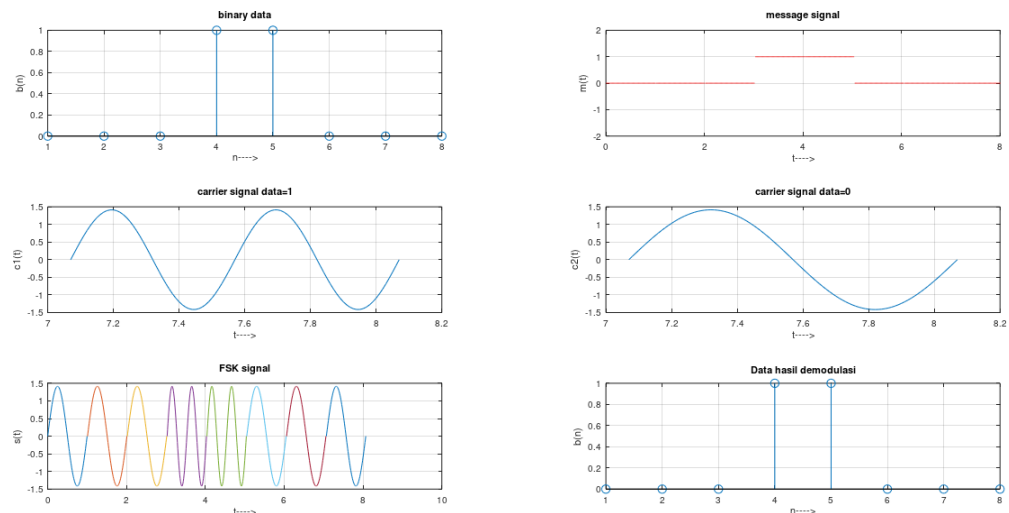 binary data
1
0.8
0.6
0.4
0.2
0
b(n)
1 2 3 4 5 6 7 8
n---->
message signal
2
1
0
-1
-2
m(t)
0 2 4 6 8
t---->
carrier signal data=1
1.5
1
0.5
0
-0.5
-1
-1.5
c1(t)
7 7.2 7.4 7.6 7.8 8 8.2
t---->
carrier signal data=0
1.5
1
0.5
0
-0.5
-1
-1.5
c2(t)
7 7.2 7.4 7.6 7.8 8 8.2
t---->
FSK signal
1.5
1
0.5
0
-0.5
-1
-1.5
s(t)
0 2 4 6 8 10
t---->
Data hasil demodulasi
1
0.8
0.6
0.4
0.2
0
b(n)
1 2 3 4 5 6 7 8
n---->